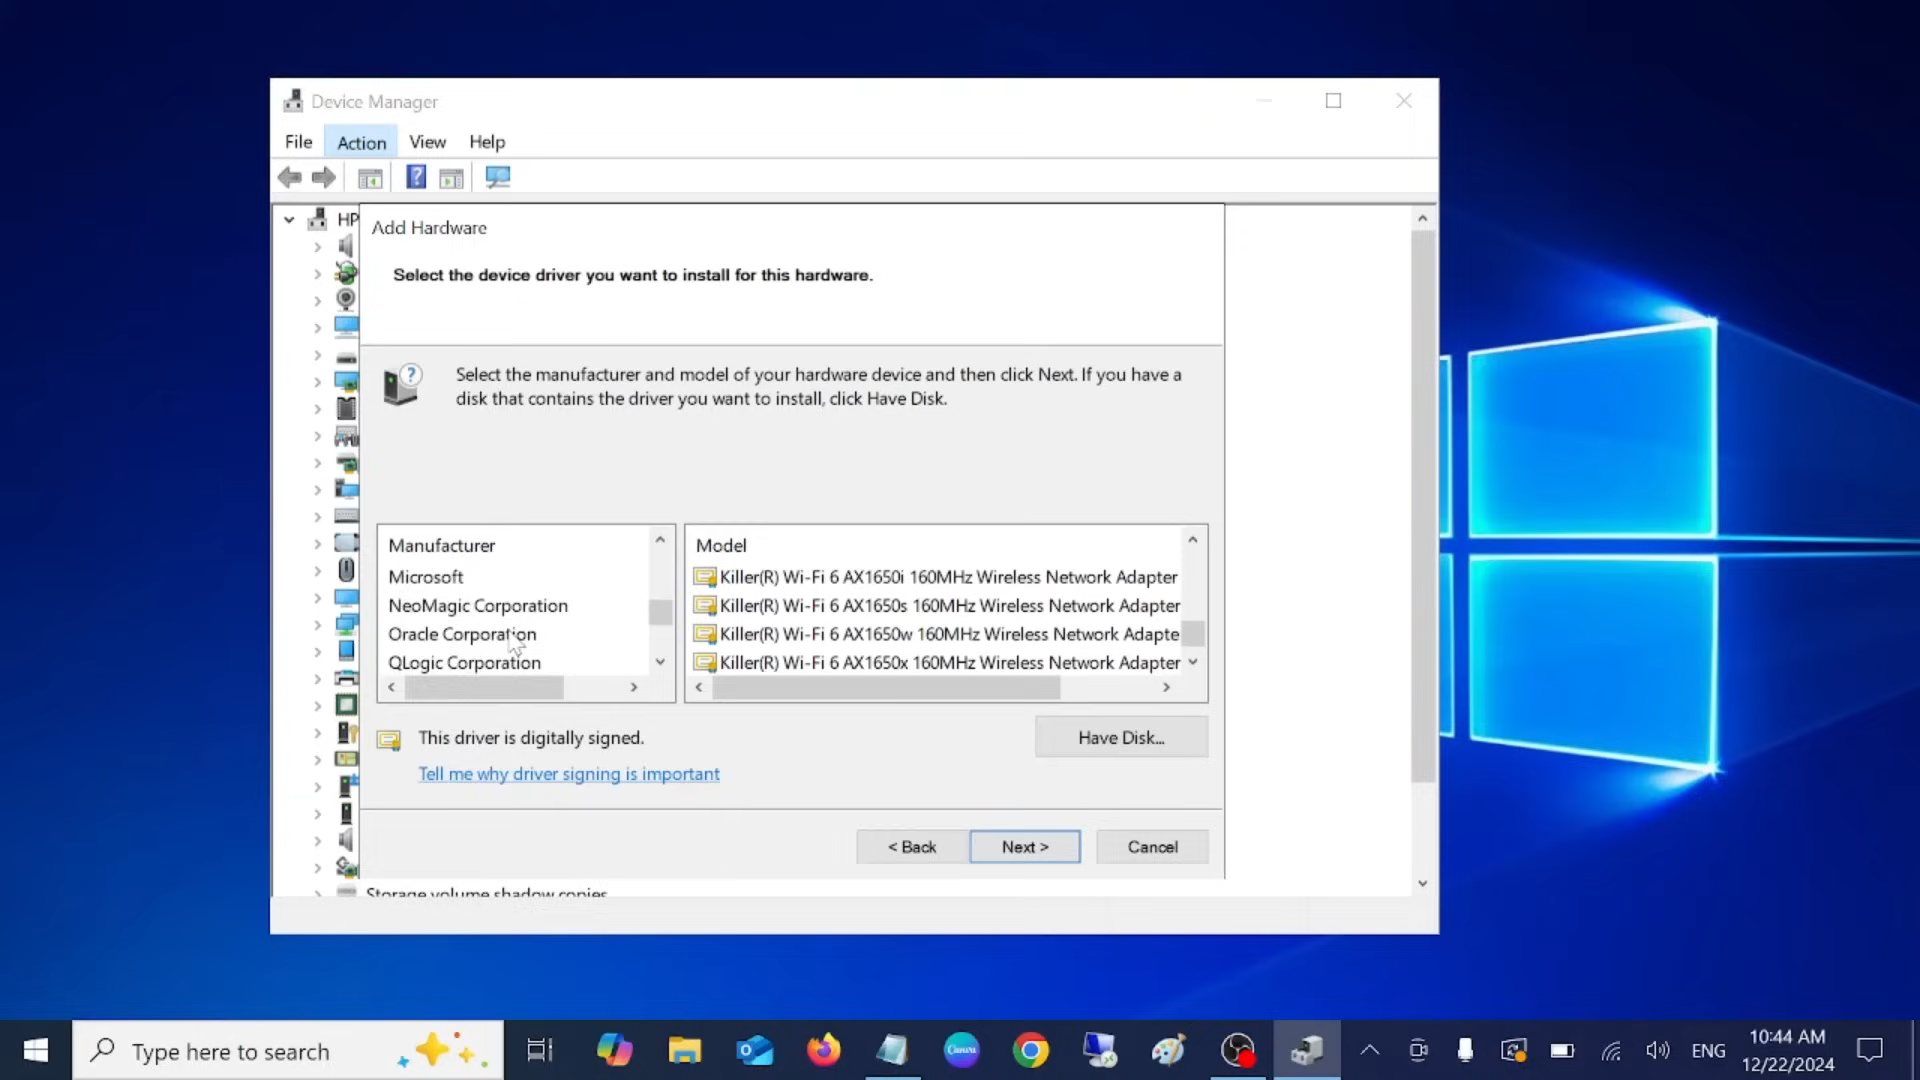 Device Manager
File Action View Help
HP
Add Hardware
Select the device driver you want to install for this hardware.
Select the manufacturer and model of your hardware device and then click Next. If you have a
disk that contains the driver you want to install, click Have Disk.
Manufacturer
Microsoft
NeoMagic Corporation
Oracle Corporation
QLogic Corporation
Model
Killer(R) Wi-Fi 6 AX1650i 160MHz Wireless Network Adapter
Killer(R) Wi-Fi 6 AX1650s 160MHz Wireless Network Adapter
Killer(R) Wi-Fi 6 AX1650w 160MHz Wireless Network Adapte
Killer(R) Wi-Fi 6 AX1650x 160MHz Wireless Network Adapter
This driver is digitally signed.
Have Disk...
Tell me why driver signing is important
< Back
Next >
Cancel
Storage volume shadow copies
Type here to search
Canva
ENG
10:44 AM
12/22/2024